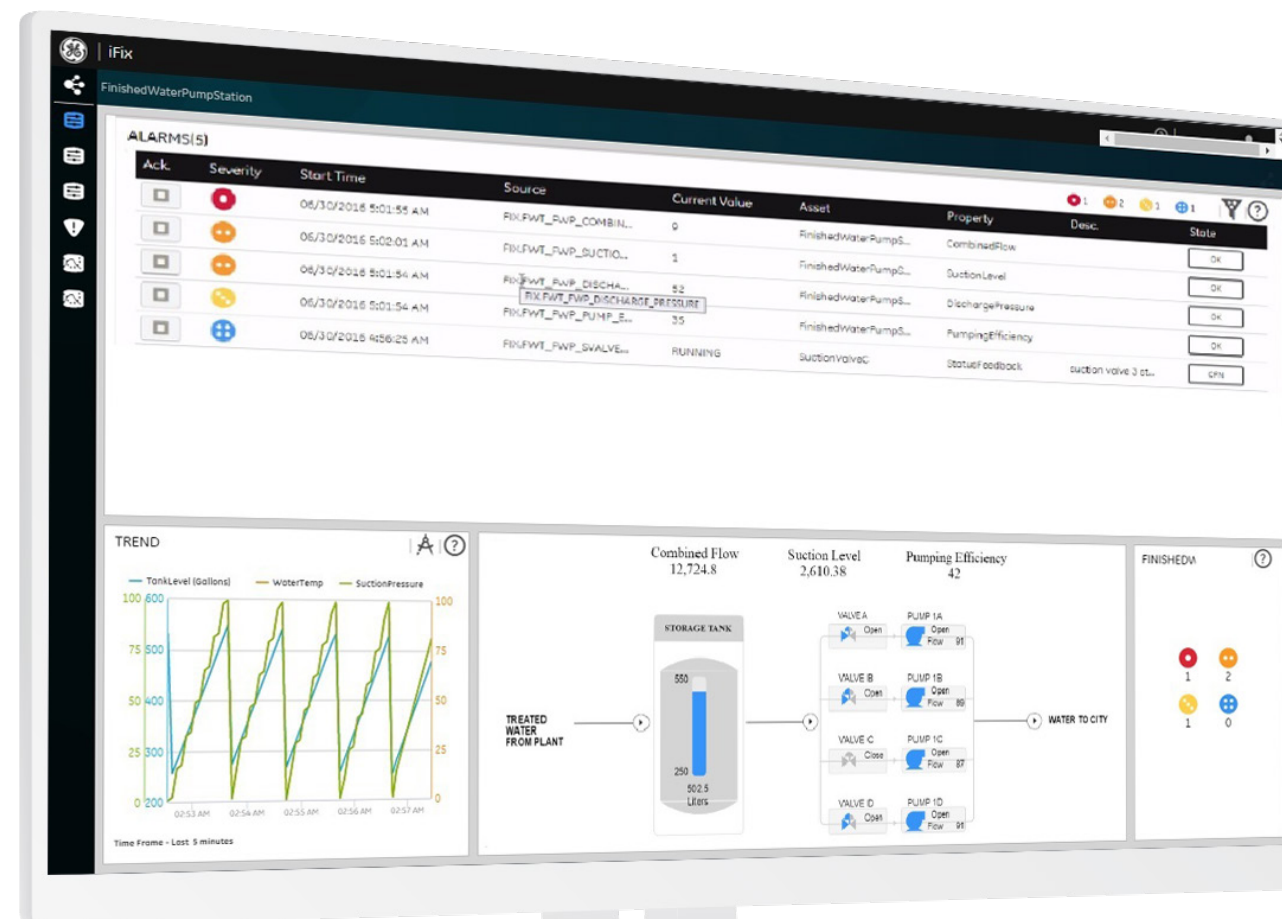 iFix
FinishedWaterPumpStation
ALARMS(5)
1 2 1 1
Ack. Severity Start Time Source Current Value Asset Property Desc. State
06/30/2016 5:01:55 AM FIX.FWT_FWP_COMBIN... 0 FinishedWaterPumpS... CombinedFlow OK
06/30/2016 5:02:01 AM FIX.FWT_FWP_SUCTIO... 1 FinishedWaterPumpS... SuctionLevel OK
06/30/2016 5:01:54 AM FIX.FWT_FWP_DISCHA... 52 FinishedWaterPumpS... DischargePressure OK
FIX.FWT_FWP_DISCHARGE_PRESSURE
06/30/2016 5:01:54 AM FIX.FWT_FWP_PUMP_E... 35 FinishedWaterPumpS... PumpingEfficiency OK
06/30/2016 4:56:25 AM FIX.FWT_FWP_SVALVE... RUNNING SuctionValveC StatusFeedback suction valve 3 st... CFN
TREND
TankLevel (Gallons) WaterTemp SuctionPressure
100 600 100
75 500 75
50 400 50
25 300 25
0 200 0
02:53 AM 02:54 AM 02:55 AM 02:56 AM 02:57 AM
Time Frame - Last 5 minutes
Combined Flow Suction Level Pumping Efficiency
12,724.8 2,610.38 42
STORAGE TANK
550
250
502.5
Liters
TREATED
WATER
FROM PLANT
VALVE A PUMP 1A
Open Open
Flow 91
VALVE B PUMP 1B
Open Open
Flow 89
VALVE C PUMP 1C
Close Open
Flow 87
VALVE D PUMP 1D
Open Open
Flow 91
WATER TO CITY
FINISHEDW
1 2
1 0